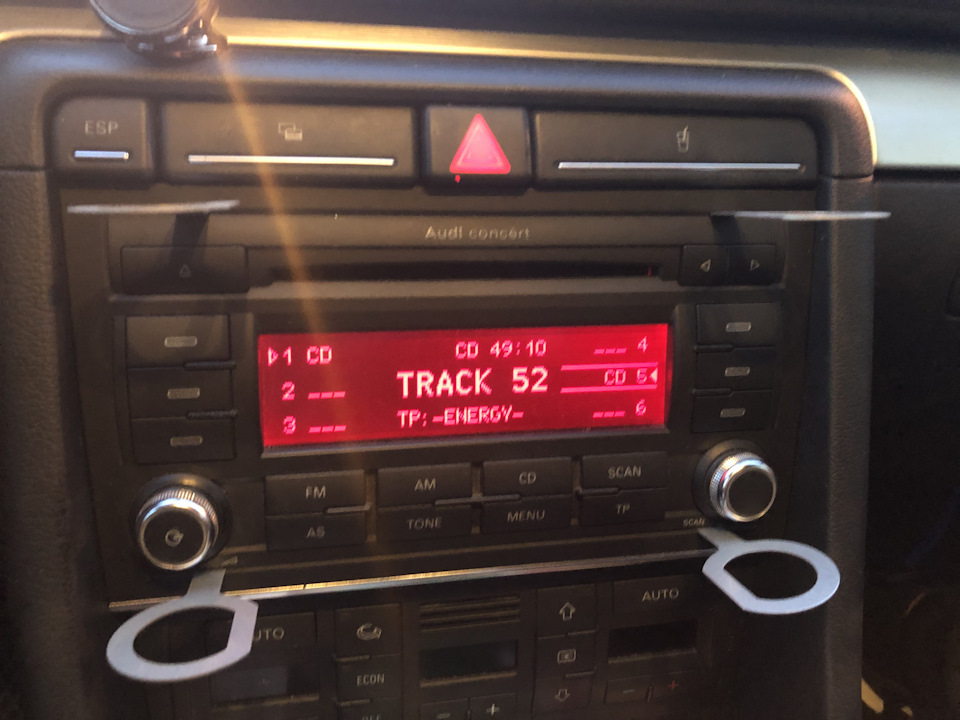 ESP
Audi concert
1 CD CD 49:10 --- 4
2 --- TRACK 52 CD 5
3 --- TP: -ENERGY- --- 6
FM AM CD SCAN
AS TONE MENU TP SCAN
AUTO AUTO
ECON
- + - +